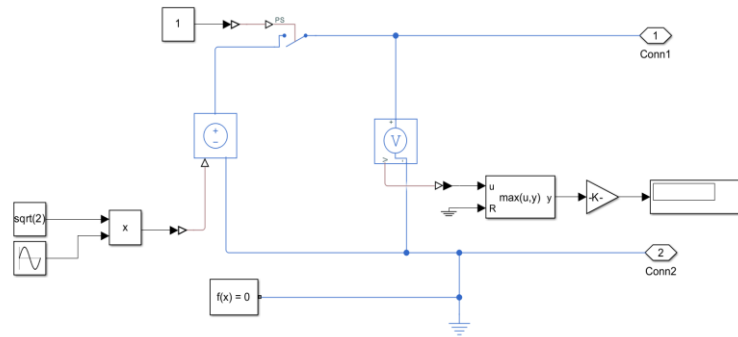 1
PS
1
Conn1
+
−
+
V
sqrt(2)
x
u
R
max(u,y)
y
-K-
2
Conn2
f(x) = 0